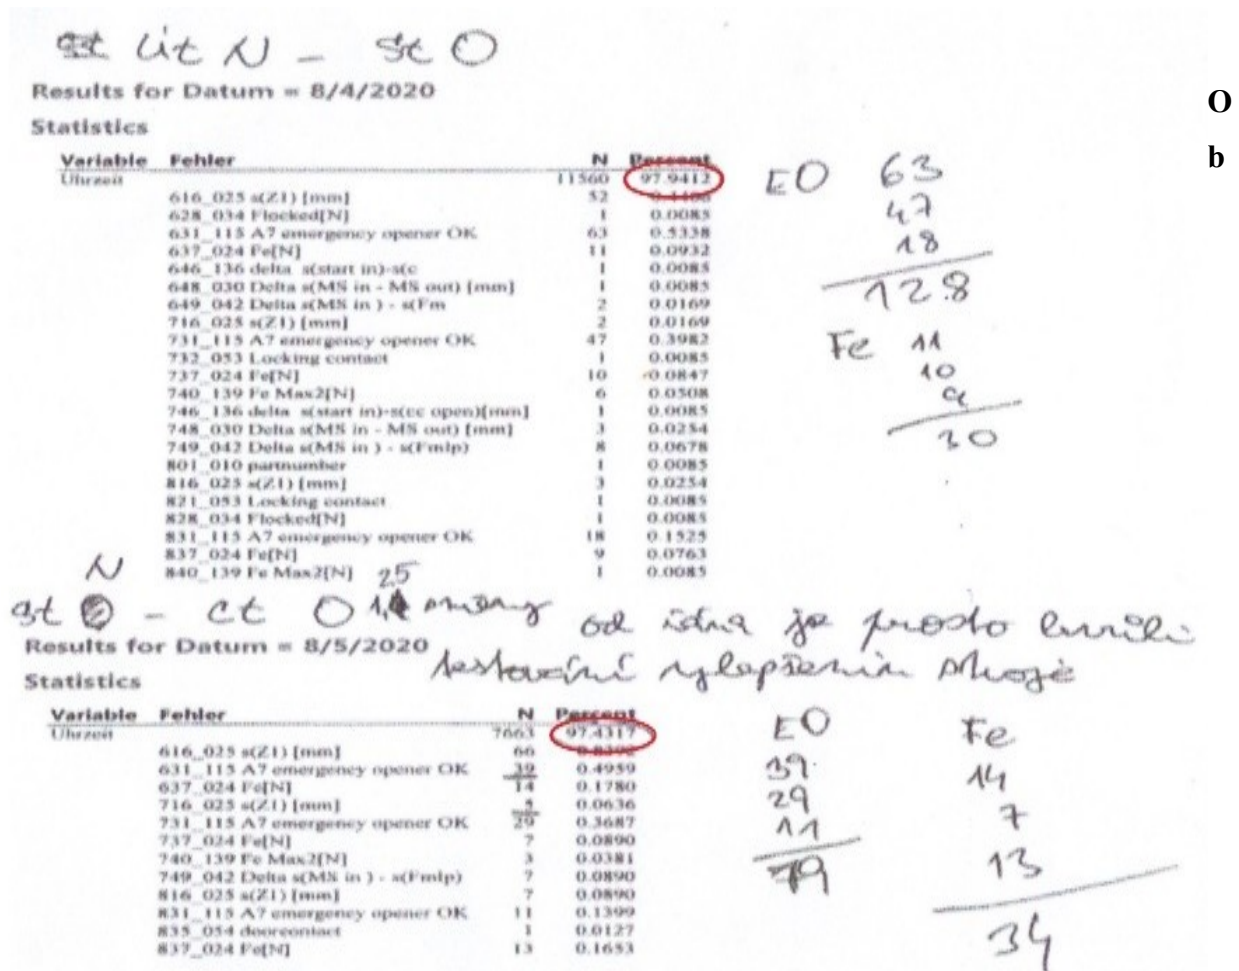 lit N - st O
Results for Datum = 8/4/2020
O
Statistics
b
Variable Fehler N Percent
Uhrzeit 11560 97.9412
616_025 s(Z1) [mm] 52
628_034 Flocked[N] 1 0.0085
631_115 A7 emergency opener OK 63 0.5338
637_024 Fe[N] 11 0.0932
646_136 delta s(start in)-s(c 1 0.0085
648_030 Delta s(MS in - MS out) [mm] 1 0.0085
649_042 Delta s(MS in ) - s(Fm 2 0.0169
716_025 s(Z1) [mm] 2 0.0169
731_115 A7 emergency opener OK 47 0.3982
732_053 Locking contact 1 0.0085
737_024 Fe[N] 10 0.0847
740_139 Fe Max2[N] 6 0.0508
746_136 delta s(start in)-s(cc open)[mm] 1 0.0085
748_030 Delta s(MS in - MS out) [mm] 3 0.0254
749_042 Delta s(MS in ) - s(Fmlp) 8 0.0678
801_010 partnumber 1 0.0085
816_025 s(Z1) [mm] 3 0.0254
821_053 Locking contact 1 0.0085
828_034 Flocked[N] 1 0.0085
831_115 A7 emergency opener OK 18 0.1525
837_024 Fe[N] 9 0.0763
840_139 Fe Max2[N] 1 0.0085
EO 63
47
18
128
Fe 11
10
9
30
N 25
st - ct O směny od rána je prosto kvůli
testování vylepšením stroje
Results for Datum = 8/5/2020
Statistics
Variable Fehler N Percent
Uhrzeit 7663 97.4317
616_025 s(Z1) [mm] 66 0.8392
631_115 A7 emergency opener OK 39 0.4959
637_024 Fe[N] 14 0.1780
716_025 s(Z1) [mm] 5 0.0636
731_115 A7 emergency opener OK 29 0.3687
737_024 Fe[N] 7 0.0890
740_139 Fe Max2[N] 3 0.0381
749_042 Delta s(MS in ) - s(Fmlp) 7 0.0890
816_025 s(Z1) [mm] 7 0.0890
831_115 A7 emergency opener OK 11 0.1399
835_054 doorcontact 1 0.0127
837_024 Fe[N] 13 0.1653
EO Fe
39 14
29 7
11 13
79 34